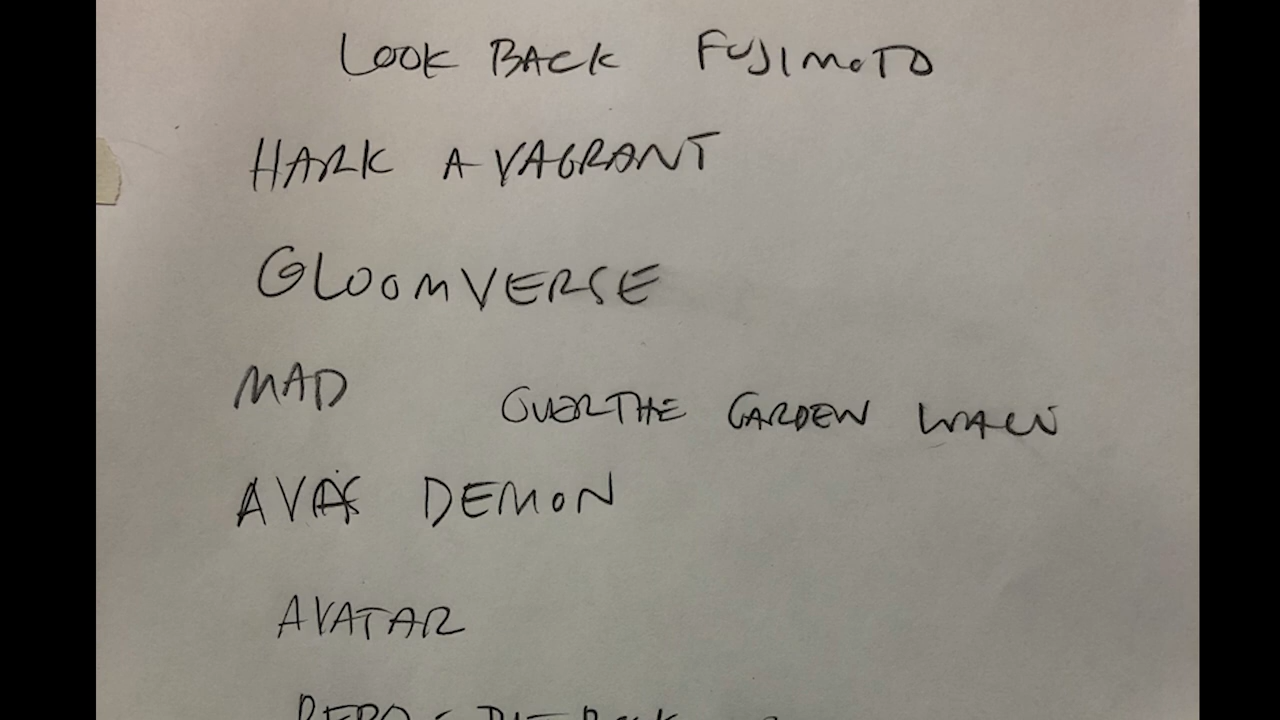 LOOK BACK FUJIMOTO
HARK A VAGRANT
GLOOMVERSE
MAD
OVER THE GARDEN WALL
AVA'S DEMON
AVATAR